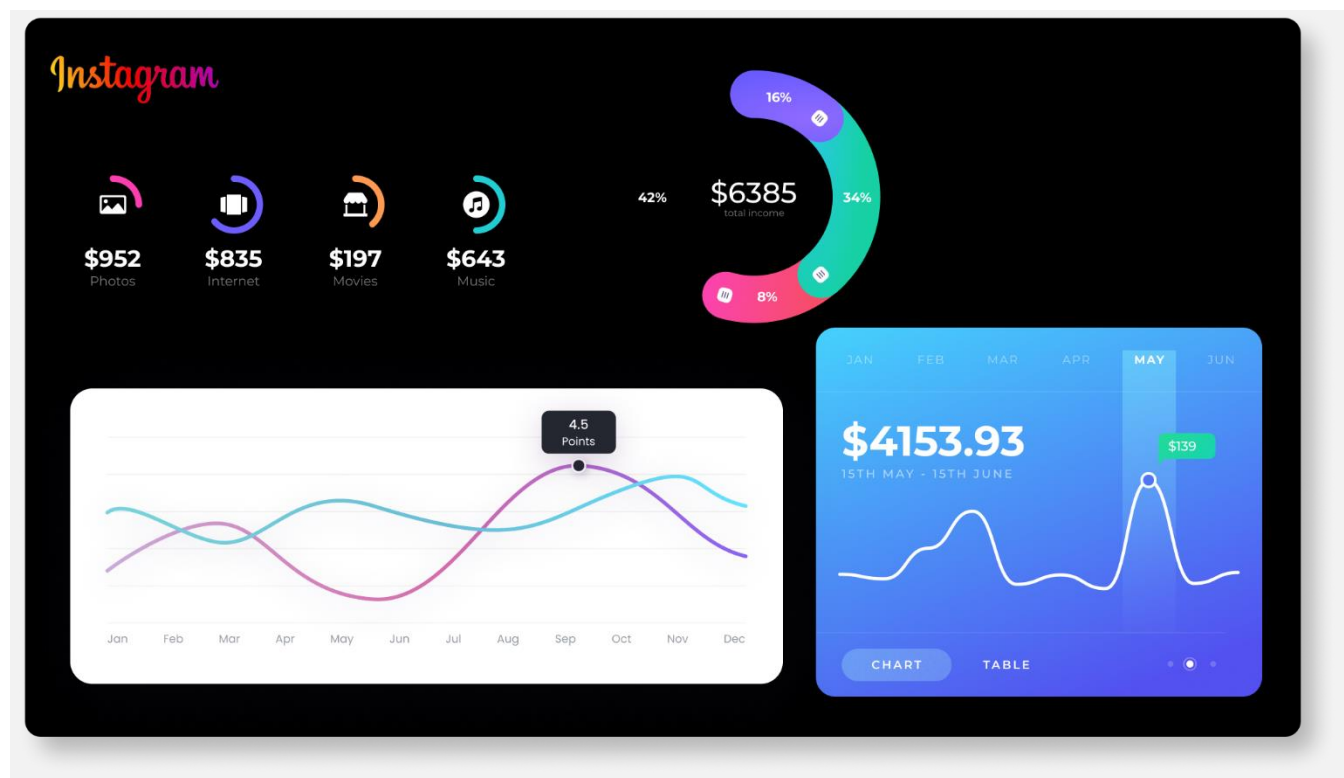 Instagram
$952
Photos
$835
Internet
$197
Movies
$643
Music
16%
42%
$6385
total income
34%
8%
4.5
Points
Jan Feb Mar Apr May Jun Jul Aug Sep Oct Nov Dec
JAN FEB MAR APR MAY JUN
$4153.93
15TH MAY - 15TH JUNE
$139
CHART TABLE